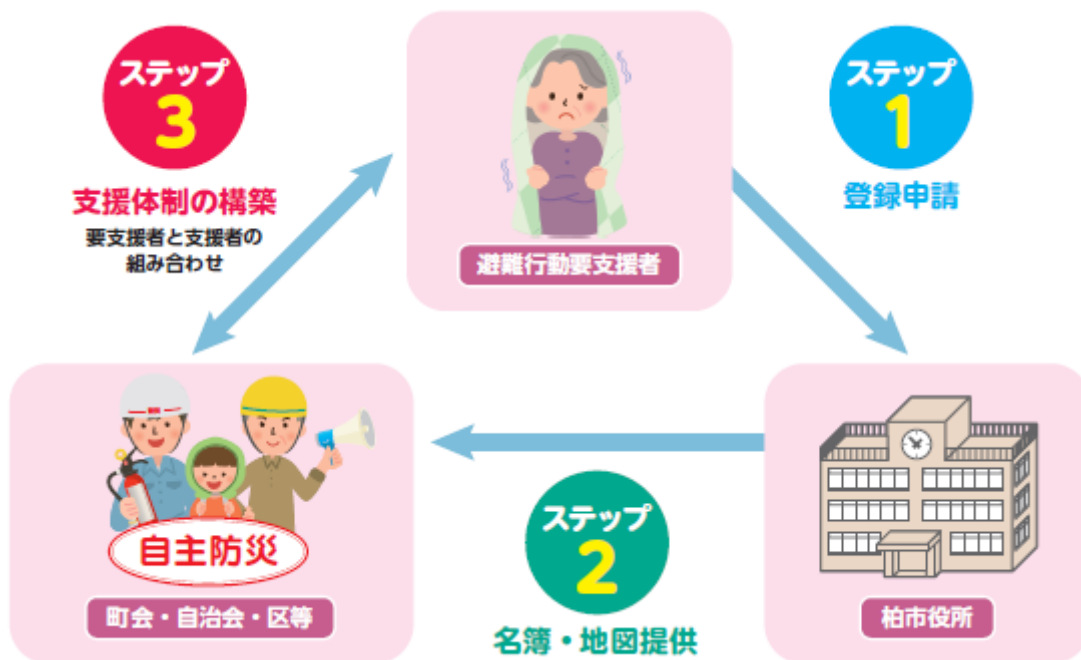 ステップ
1
登録申請
避難行動要支援者
ステップ
3
支援体制の構築
要支援者と支援者の
組み合わせ
自主防災
町会・自治会・区等
ステップ
2
名簿・地図提供
柏市役所